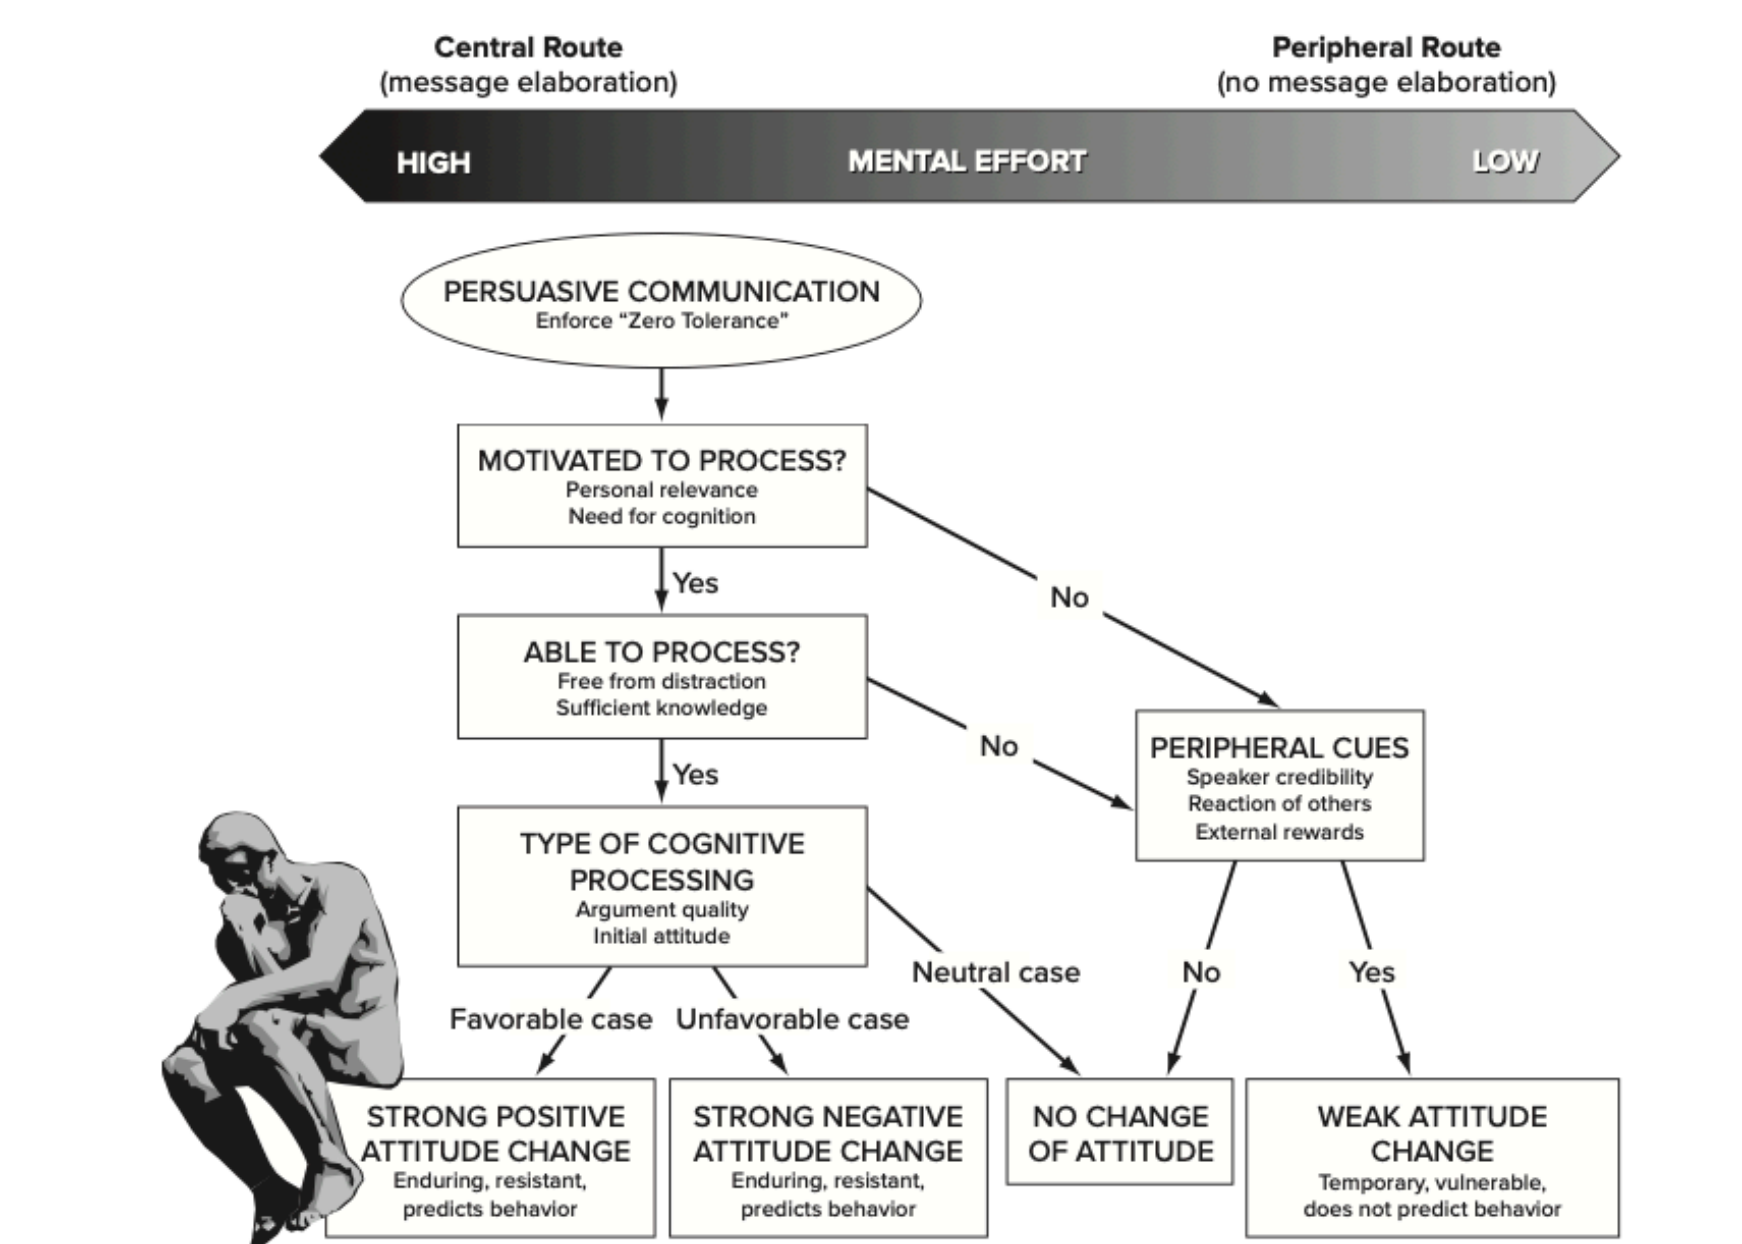 Central Route
(message elaboration)
Peripheral Route
(no message elaboration)
HIGH
MENTAL EFFORT
LOW
PERSUASIVE COMMUNICATION
Enforce “Zero Tolerance”
MOTIVATED TO PROCESS?
Personal relevance
Need for cognition
Yes
No
ABLE TO PROCESS?
Free from distraction
Sufficient knowledge
No
Yes
PERIPHERAL CUES
Speaker credibility
Reaction of others
External rewards
TYPE OF COGNITIVE
PROCESSING
Argument quality
Initial attitude
Neutral case
No
Yes
Favorable case
Unfavorable case
STRONG POSITIVE
ATTITUDE CHANGE
Enduring, resistant,
predicts behavior
STRONG NEGATIVE
ATTITUDE CHANGE
Enduring, resistant,
predicts behavior
NO CHANGE
OF ATTITUDE
WEAK ATTITUDE
CHANGE
Temporary, vulnerable,
does not predict behavior